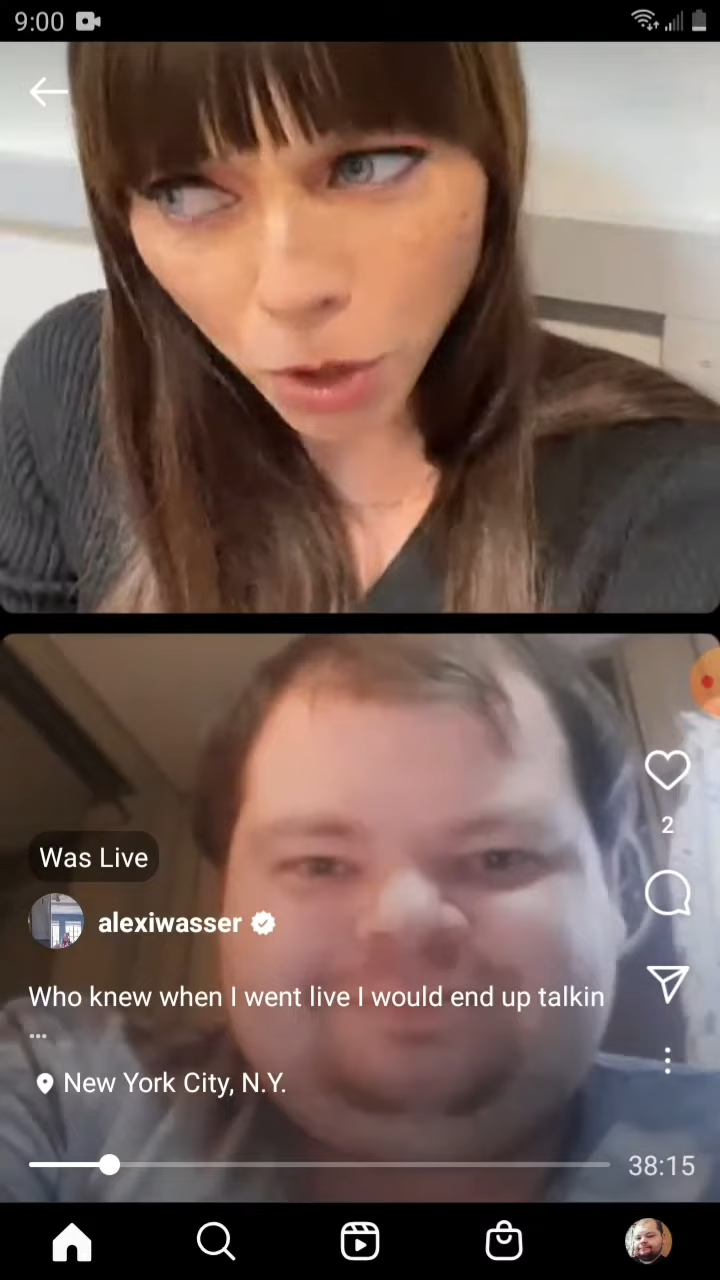 9:00
Was Live
alexiwasser
Who knew when I went live I would end up talkin
...
New York City, N.Y.
2
38:15